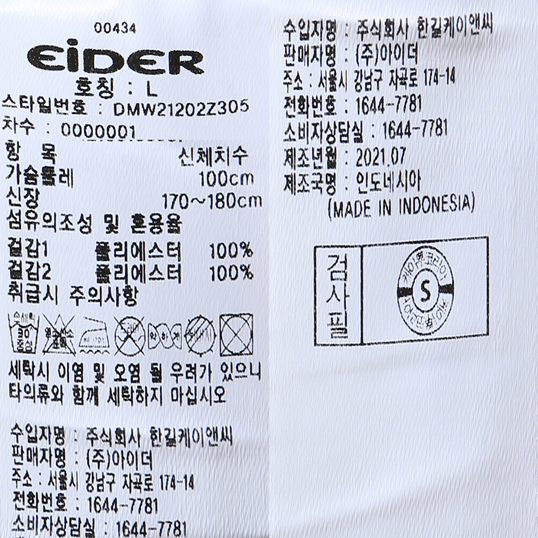 00434
EIDER
호칭 : L
스타일번호 : DMW21202Z305
차수 : 0000001
항 목 신체치수
가슴둘레 100cm
신장 170~180cm
섬유의조성 및 혼용율
겉감1 폴리에스터 100%
겉감2 폴리에스터 100%
취급시 주의사항
손세탁
30
중성
약하게
세탁시 이염 및 오염 될 우려가 있으니
타의류와 함께 세탁하지 마십시오
수입자명 : 주식회사 한길케이앤씨
판매자명 : (주)아이더
주소 : 서울시 강남구 자곡로 174-14
전화번호 : 1644-7781
소비자상담실 : 1644-7781
수입자명 : 주식회사 한길케이앤씨
판매자명 : (주)아이더
주소 : 서울시 강남구 자곡로 174-14
전화번호 : 1644-7781
소비자상담실 : 1644-7781
제조년월 : 2021.07
제조국명 : 인도네시아
(MADE IN INDONESIA)
검사필
S